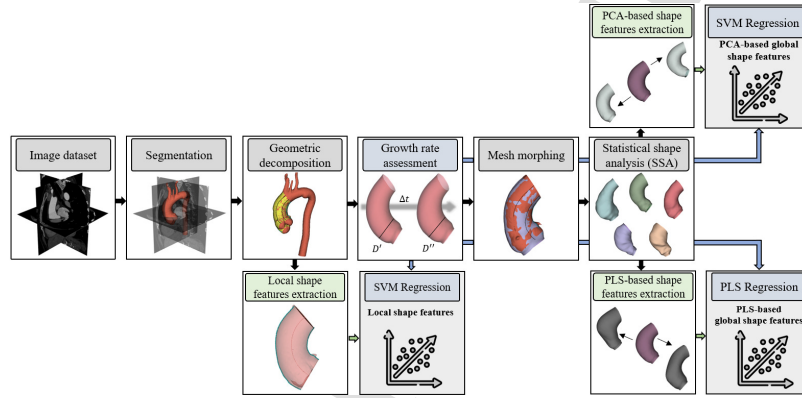 PCA-based shape
features extraction
SVM Regression
PCA-based global
shape features
Image dataset
Segmentation
Geometric
decomposition
Growth rate
assessment
Δt
D'
D''
Mesh morphing
Statistical shape
analysis (SSA)
Local shape
features extraction
SVM Regression
Local shape features
PLS-based shape
features extraction
PLS Regression
PLS-based
global shape features